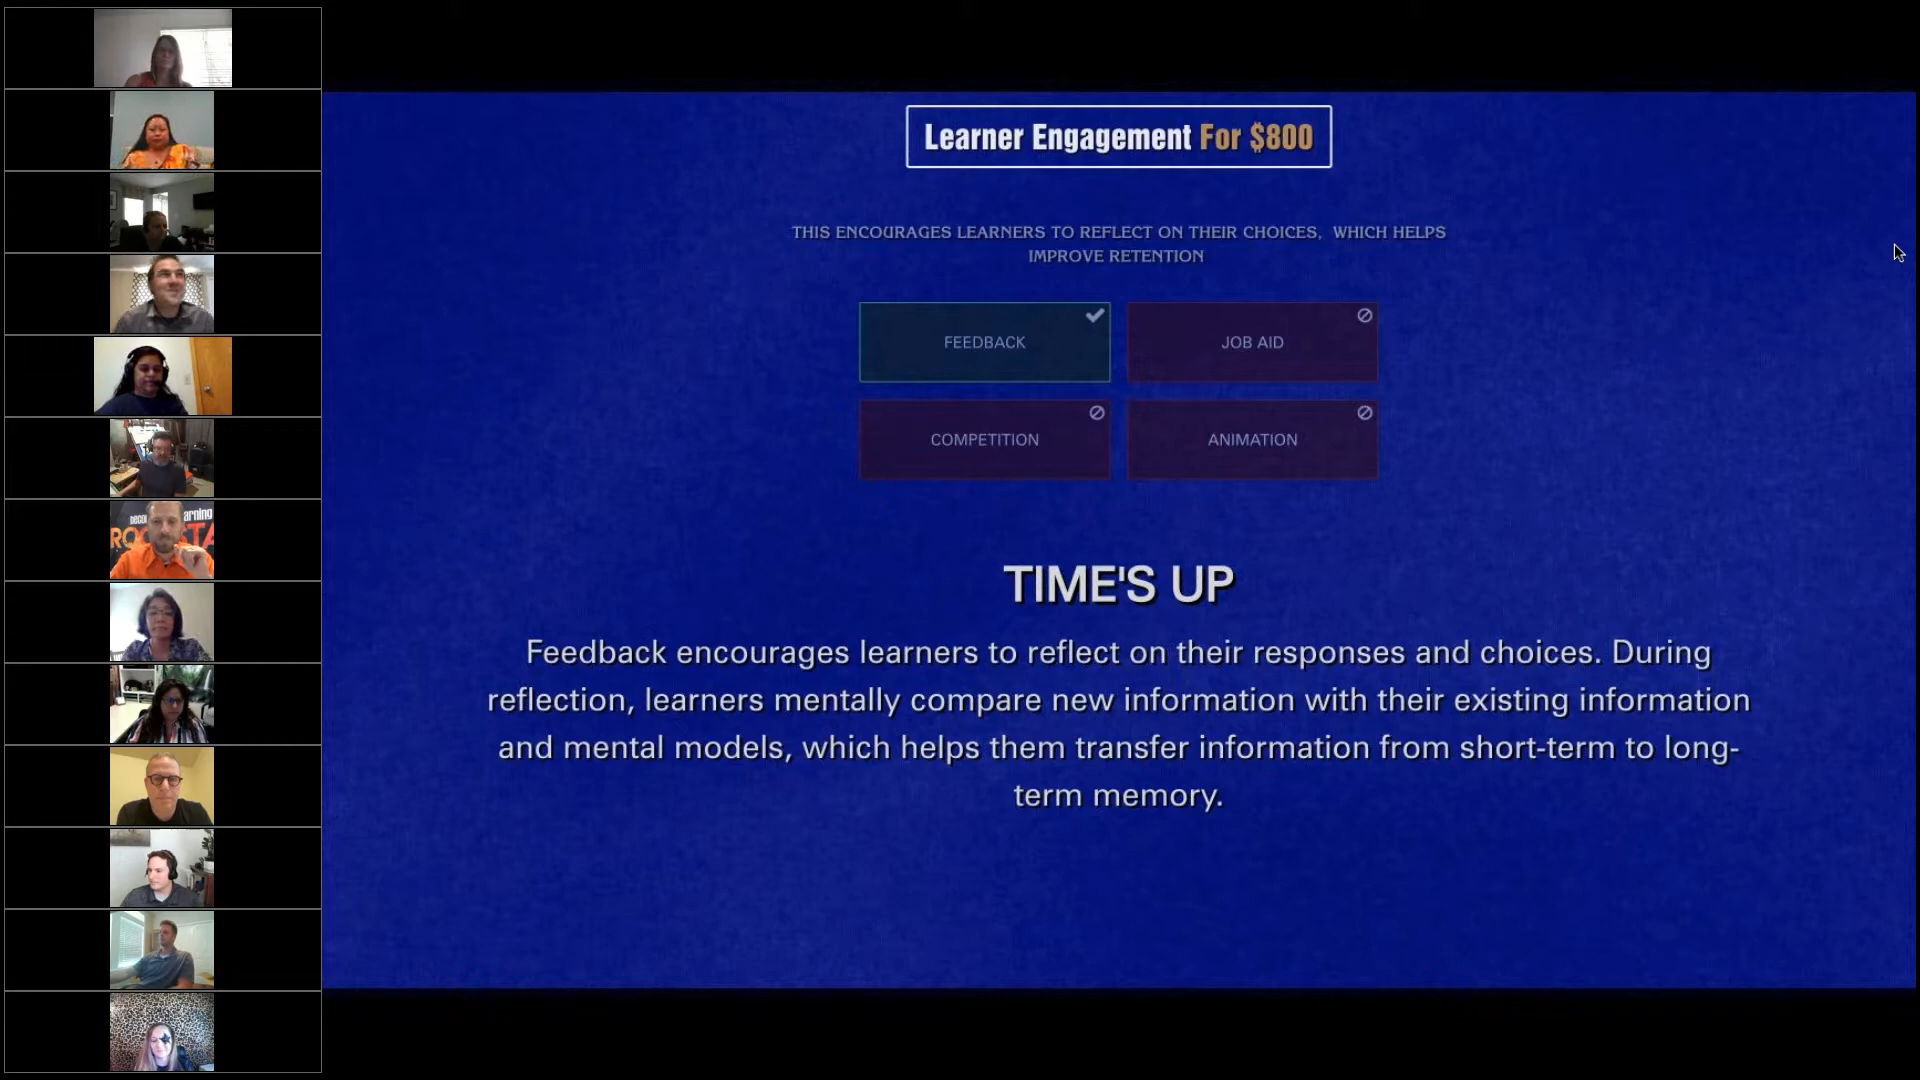 Learner Engagement For $800
THIS ENCOURAGES LEARNERS TO REFLECT ON THEIR CHOICES, WHICH HELPS
IMPROVE RETENTION
FEEDBACK
JOB AID
COMPETITION
ANIMATION
TIME'S UP
Feedback encourages learners to reflect on their responses and choices. During
reflection, learners mentally compare new information with their existing information
and mental models, which helps them transfer information from short-term to long-
term memory.